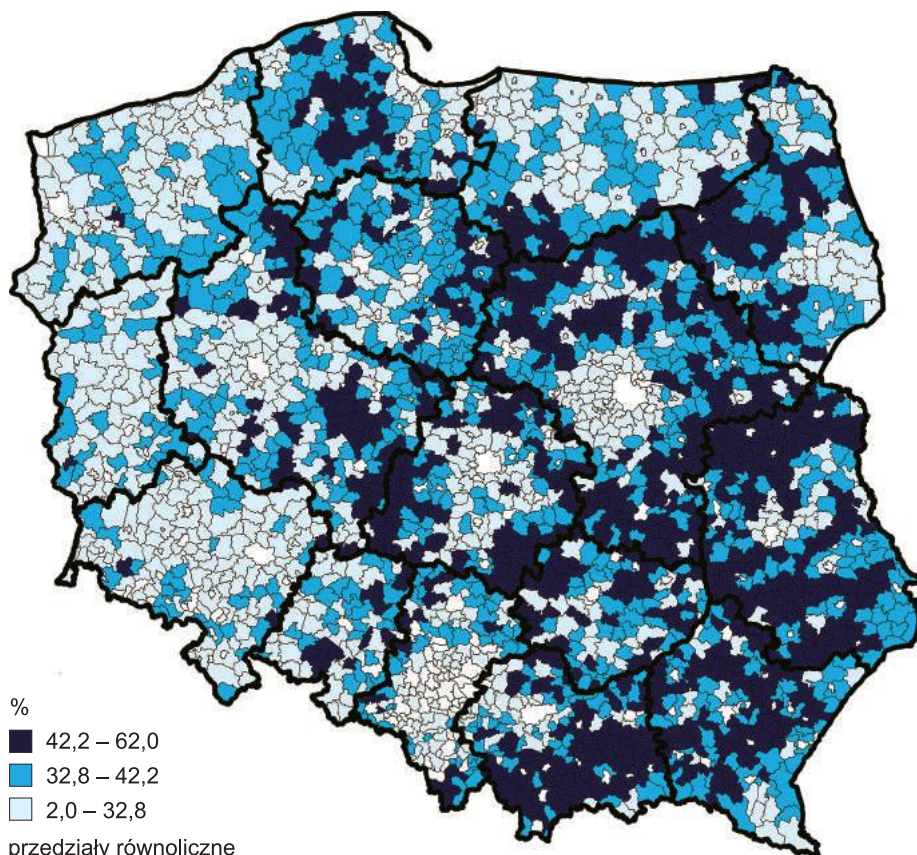 %
42,2 – 62,0
32,8 – 42,2
2,0 – 32,8
przedziały równoliczne